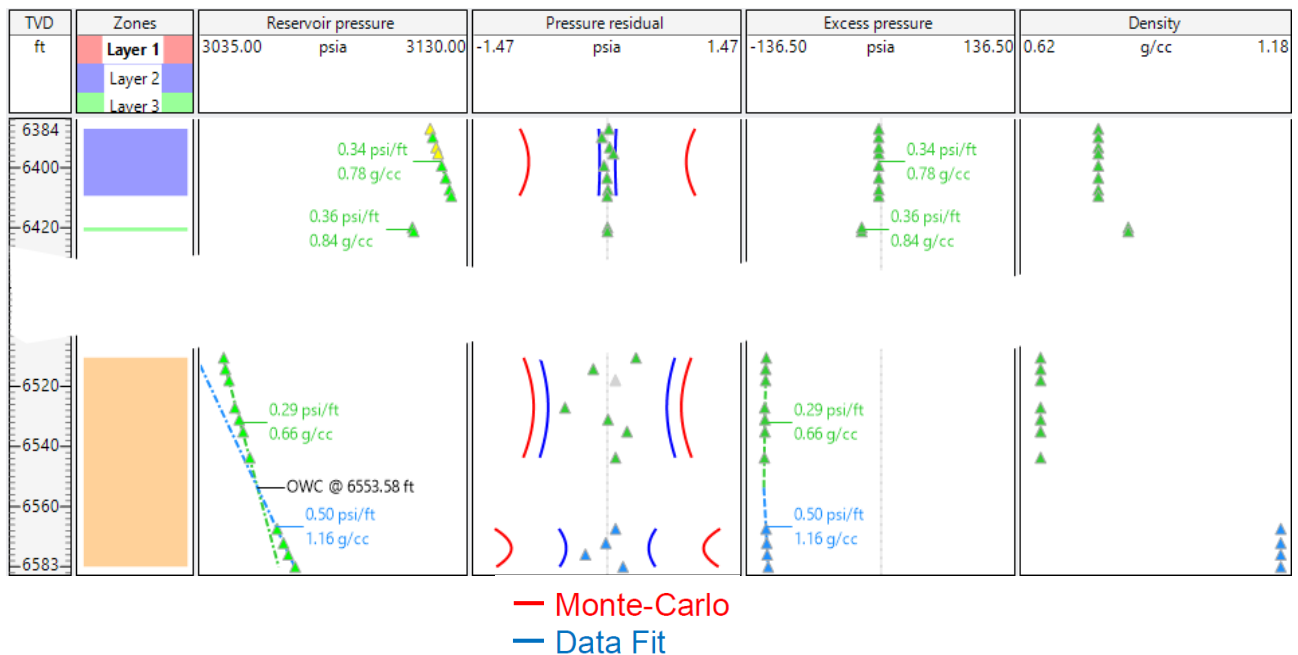 TVD Zones Reservoir pressure Pressure residual Excess pressure Density
ft Layer 1 3035.00 psia 3130.00 -1.47 psia 1.47 -136.50 psia 136.50 0.62 g/cc 1.18
Layer 2
Layer 3
6384
0.34 psi/ft 0.34 psi/ft
6400
0.78 g/cc 0.78 g/cc
0.36 psi/ft 0.36 psi/ft
6420
0.84 g/cc 0.84 g/cc
6520
0.29 psi/ft 0.29 psi/ft
0.66 g/cc 0.66 g/cc
6540
OWC @ 6553.58 ft
6560
0.50 psi/ft 0.50 psi/ft
1.16 g/cc 1.16 g/cc
6583
Monte-Carlo
Data Fit